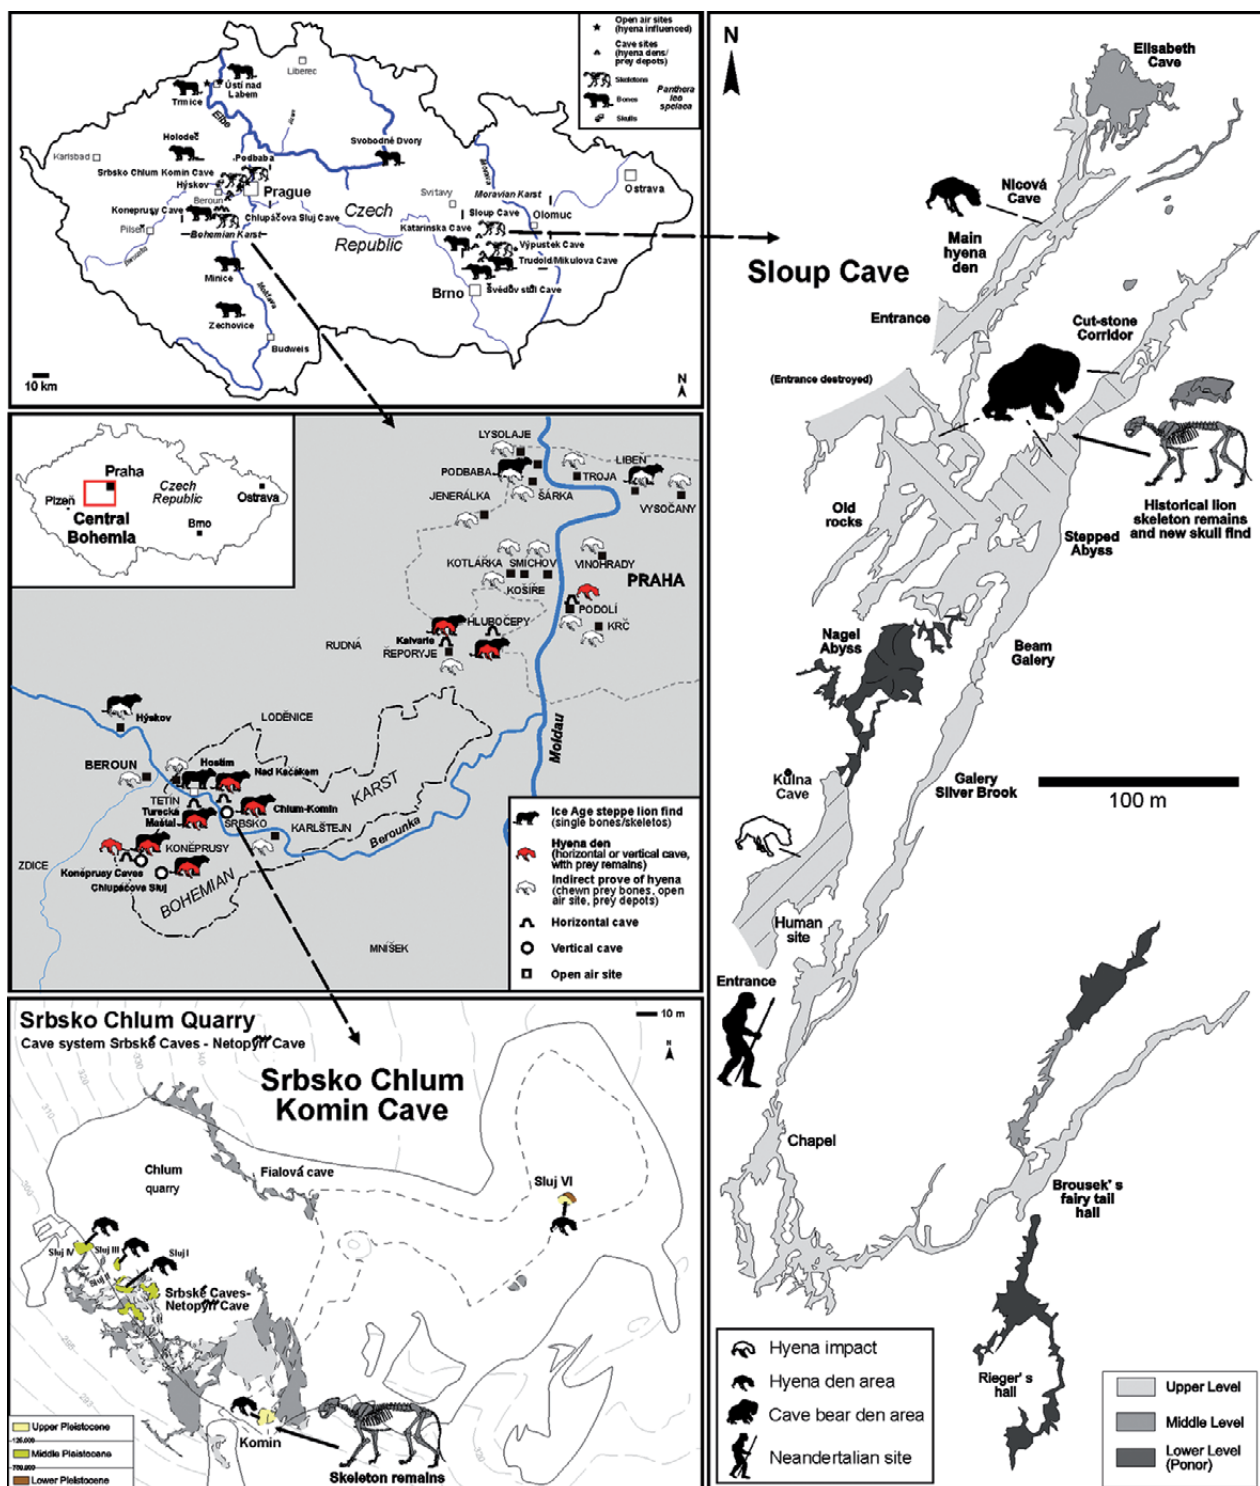 Open air sites
(hyena influenced)
Cave sites
(hyena dens/
prey depots)
Skeletons
Bones
Panthera
leo
spelaea
Skulls
Liberec
Ústí nad
Labem
Trmice
Elbe
Holodeč
Svobodné Dvory
Karlsbad
Podbaba
Srbsko Chlum Komin Cave
Hýskov
Beroun
Prague
Koneprusy Cave
Chlupáčova Sluj Cave
Pilsen
Bohemian Karst
Czech
Republic
Minice
Moldava
Zechovice
Budweis
Morava
Svitavy
Moravian Karst
Ostrava
Sloup Cave
Olomuc
Katarinska Cave
Výpustek Cave
Trudold/Mikulova Cave
Brno
Švédův stůl Cave
10 km
N
Praha
Plzeň
Czech
Republic
Ostrava
Central
Bohemia
Brno
LYSOLAJE
PODBABA
TROJA
LIBEŇ
JENERÁLKA
ŠÁRKA
VYSOČANY
KOTLÁŘKA
SMICHOV
VINOHRADY
KOŠÍŘE
PRAHA
PODOLÍ
HLUBOČEPY
KRČ
Kalvarie
RUDNÁ
ŘEPORYJE
Hýskov
LODĚNICE
Moldau
BEROUN
Hostim
Nad Kačákem
KARST
TETÍN
Turecká
Maštal
Chlum-Komin
SRBSKO
KARLŠTEJN
Berounka
KONĚPRUSY
ZDICE
Koněprusy Caves
Chlupáčova Sluj
BOHEMIAN
MNÍŠEK
Ice Age steppe lion find
(single bones/skeletos)
Hyena den
(horizontal or vertical cave,
with prey remains)
Indirect prove of hyena
(chewn prey bones, open
air site, prey depots)
Horizontal cave
Vertical cave
Open air site
Srbsko Chlum Quarry
Cave system Srbské Caves - Netopýří Cave
10 m
N
Srbsko Chlum
Komin Cave
Chlum
quarry
Fialová cave
Sluj VI
Sluj IV
Sluj III
Sluj I
Sluj II
Srbské Caves-
Netopýří Cave
Komin
Skeleton remains
Upper Pleistocene
Middle Pleistocene
Lower Pleistocene
N
Elisabeth
Cave
Nicová
Cave
Main
hyena
den
Sloup Cave
Entrance
Cut-stone
Corridor
(Entrance destroyed)
Old
rocks
Historical lion
skeleton remains
and new skull find
Stepped
Abyss
Nagel
Abyss
Beam
Galery
Kulna
Cave
Galery
Silver Brook
100 m
Human
site
Entrance
Chapel
Brousek's
fairy tail
hall
Rieger's
hall
Hyena impact
Hyena den area
Cave bear den area
Neandertalian site
Upper Level
Middle Level
Lower Level
(Ponor)